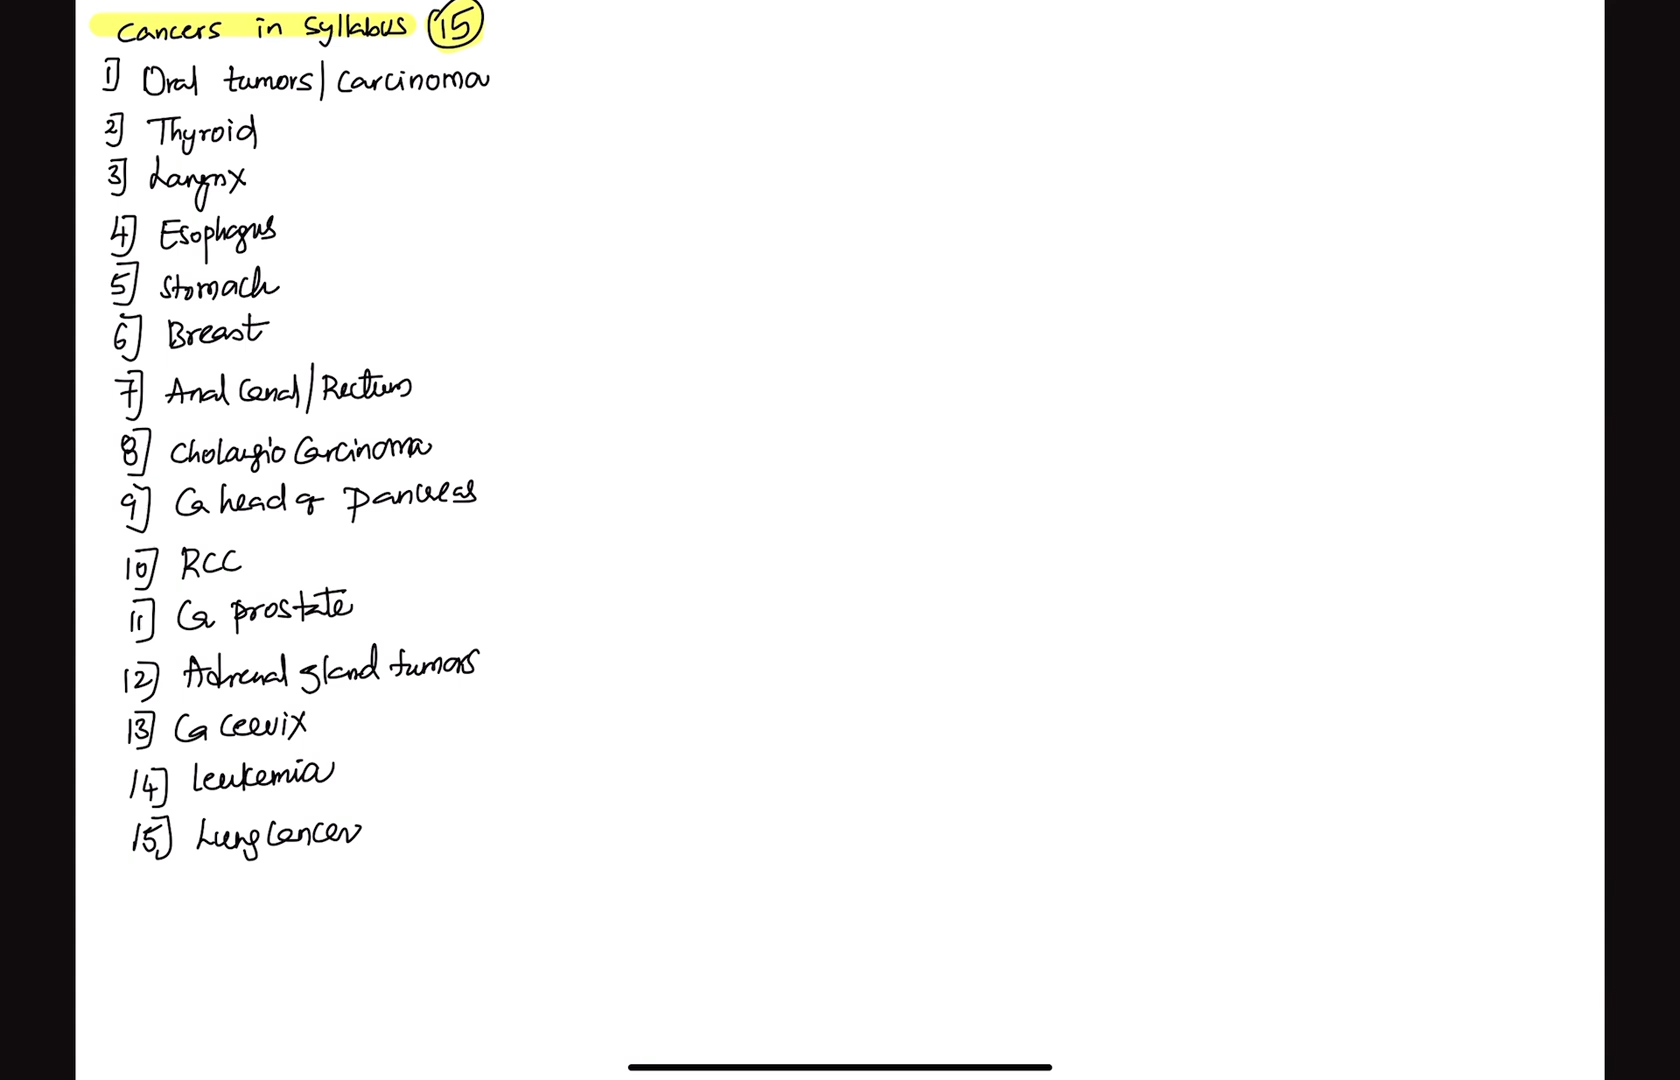 Cancers in Syllabus 15
1] Oral tumors/Carcinoma
2] Thyroid
3] Larynx
4] Esophagus
5] Stomach
6] Breast
7] Anal Canal/Rectum
8] Cholangio Carcinoma
9] Ca head of Pancreas
10] RCC
11] Ca prostate
12] Adrenal gland tumors
13] Ca Cervix
14] Leukemia
15] Lung Cancer